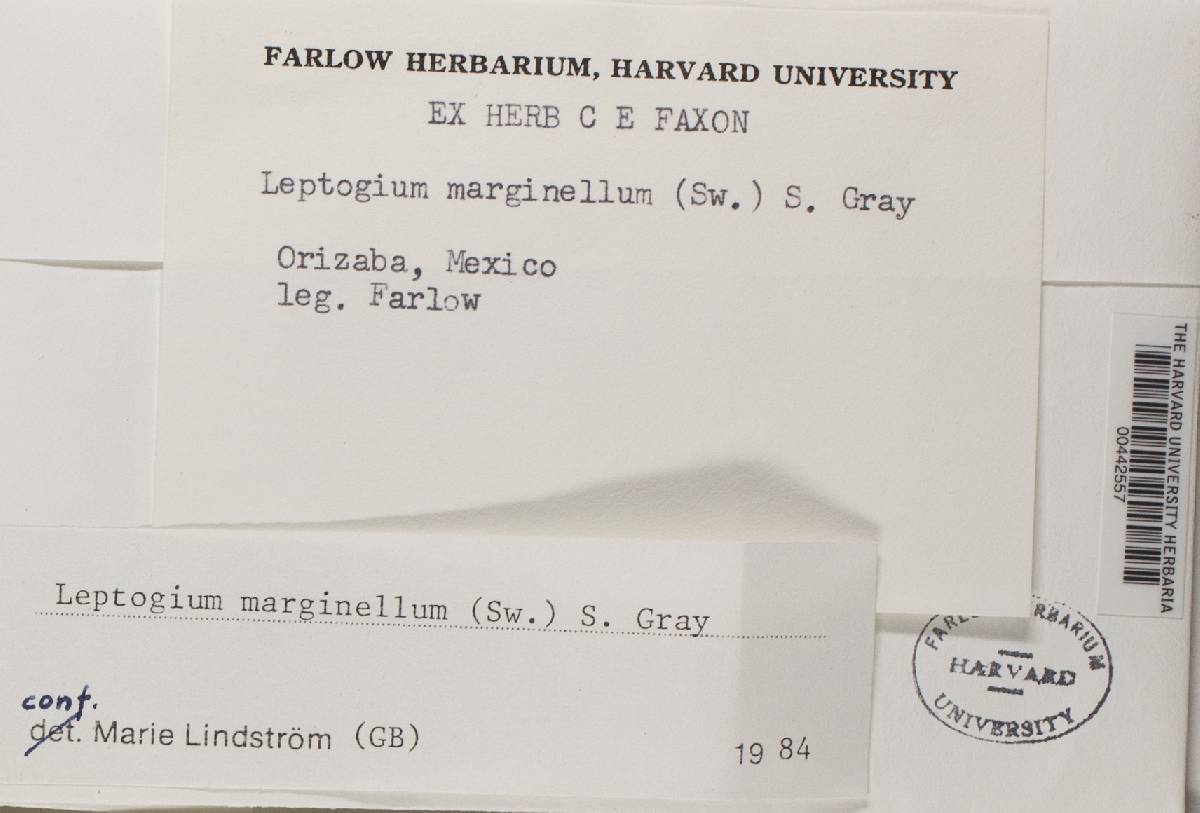 FARLOW HERBARIUM, HARVARD UNIVERSITY
EX HERB C E FAXON
Leptogium marginellum (Sw.) S. Gray
Orizaba, Mexico
leg. Farlow
THE HARVARD UNIVERSITY HERBARIA
00442557
Leptogium marginellum (Sw.) S. Gray
conf.
det. Marie Lindström (GB)
19 84
HARVARD
UNIVERSITY